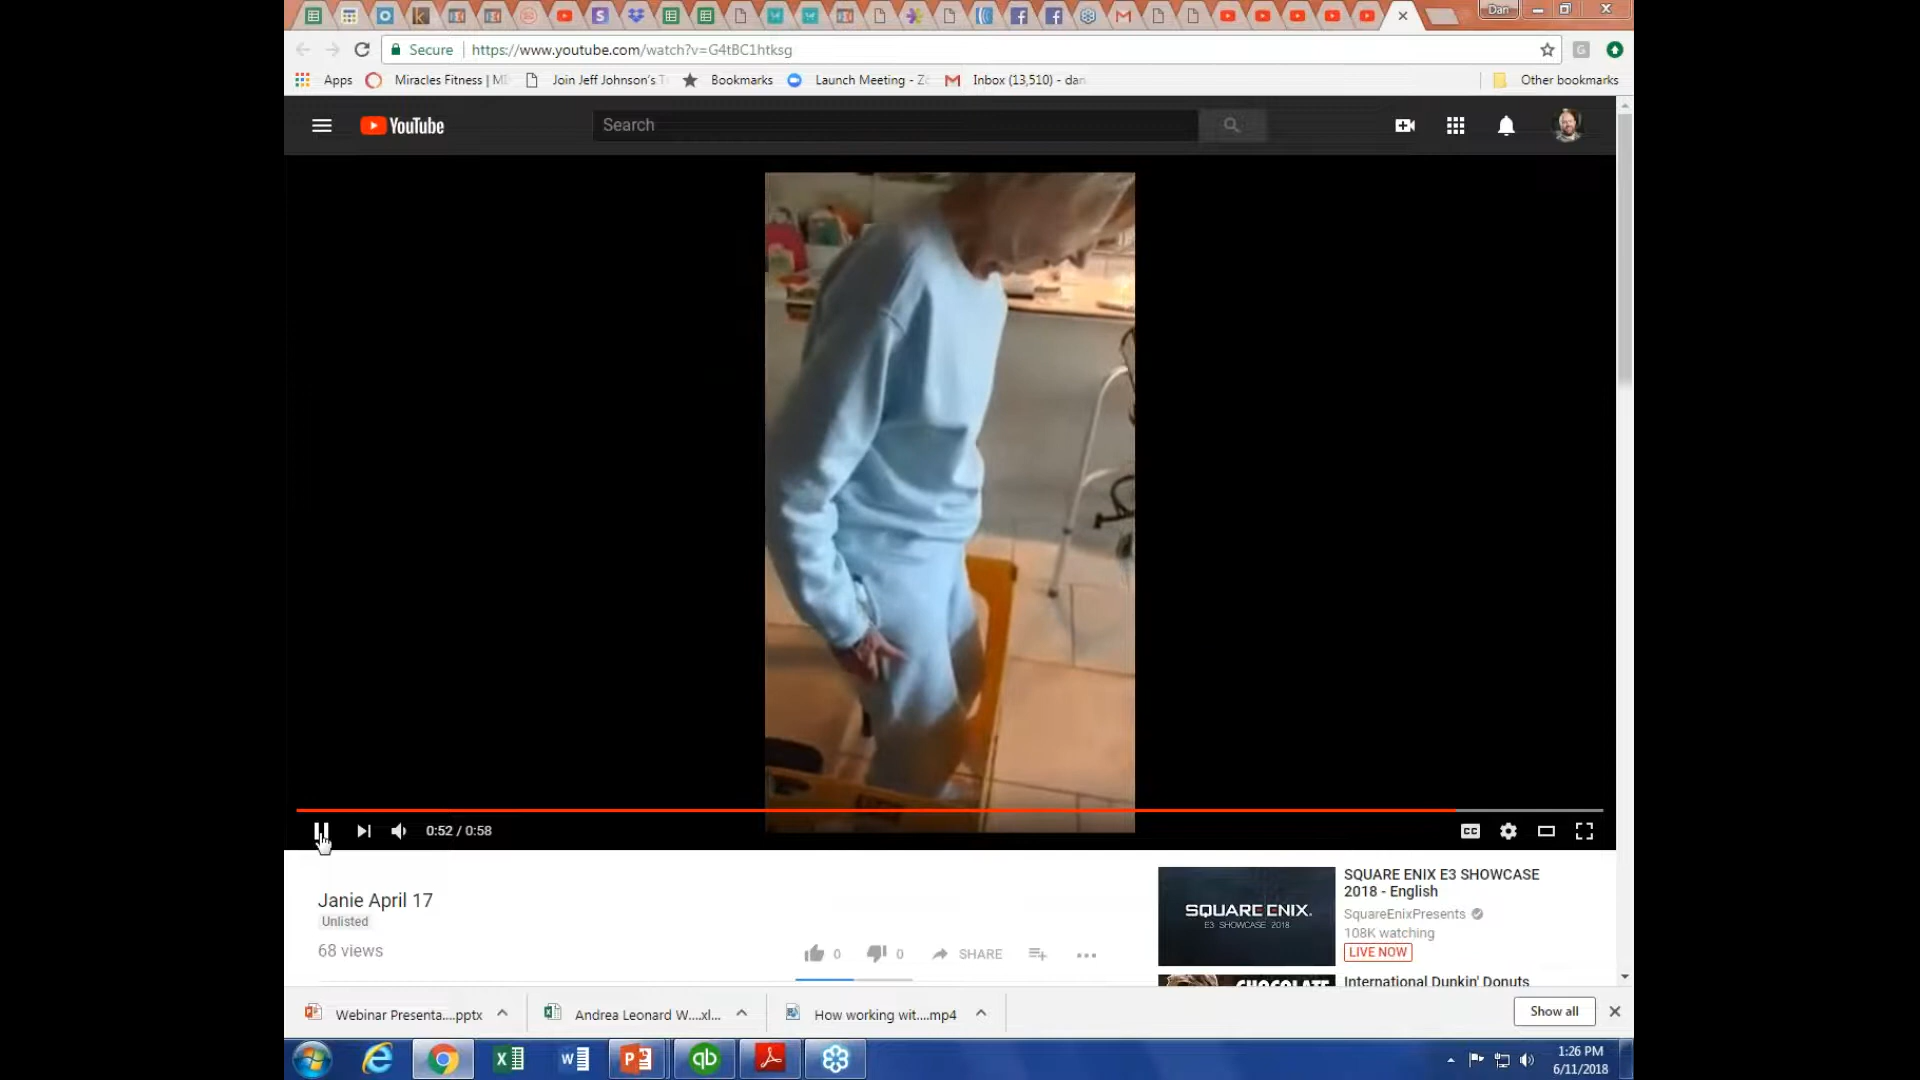 Dan
Secure
https://www.youtube.com/watch?v=G4tBC1htksg
Apps
Miracles Fitness | M
Join Jeff Johnson's T
Bookmarks
Launch Meeting - Z
Inbox (13,510) - dan
Other bookmarks
YouTube
Search
0:52 / 0:58
CC
Janie April 17
Unlisted
68 views
0
0
SHARE
SQUARE ENIX.
E3 SHOWCASE 2018
SQUARE ENIX E3 SHOWCASE
2018 - English
SquareEnixPresents
108K watching
LIVE NOW
CHOCOLATE
International Dunkin' Donuts
Webinar Presenta....pptx
Andrea Leonard W....xl...
How working wit....mp4
Show all
1:26 PM
6/11/2018